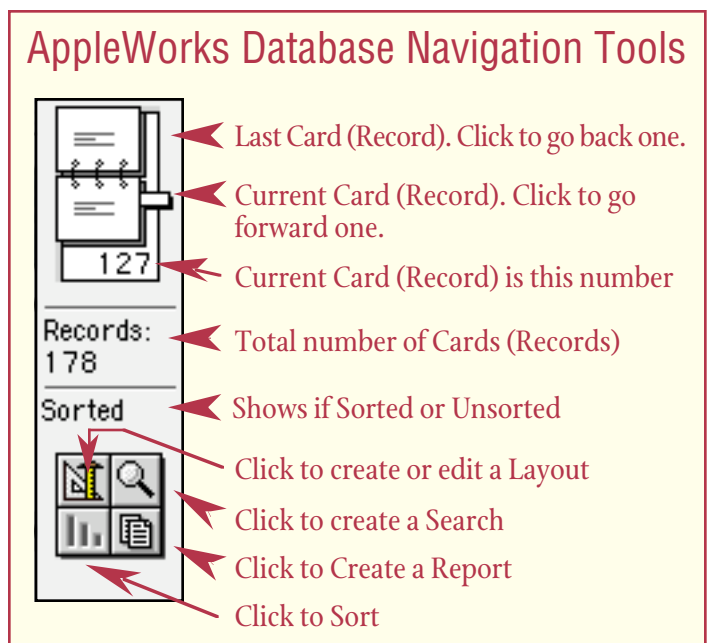 AppleWorks Database Navigation Tools
Last Card (Record). Click to go back one.
Current Card (Record). Click to go
forward one.
127
Current Card (Record) is this number
Records:
178
Total number of Cards (Records)
Sorted
Shows if Sorted or Unsorted
Click to create or edit a Layout
Click to create a Search
Click to Create a Report
Click to Sort